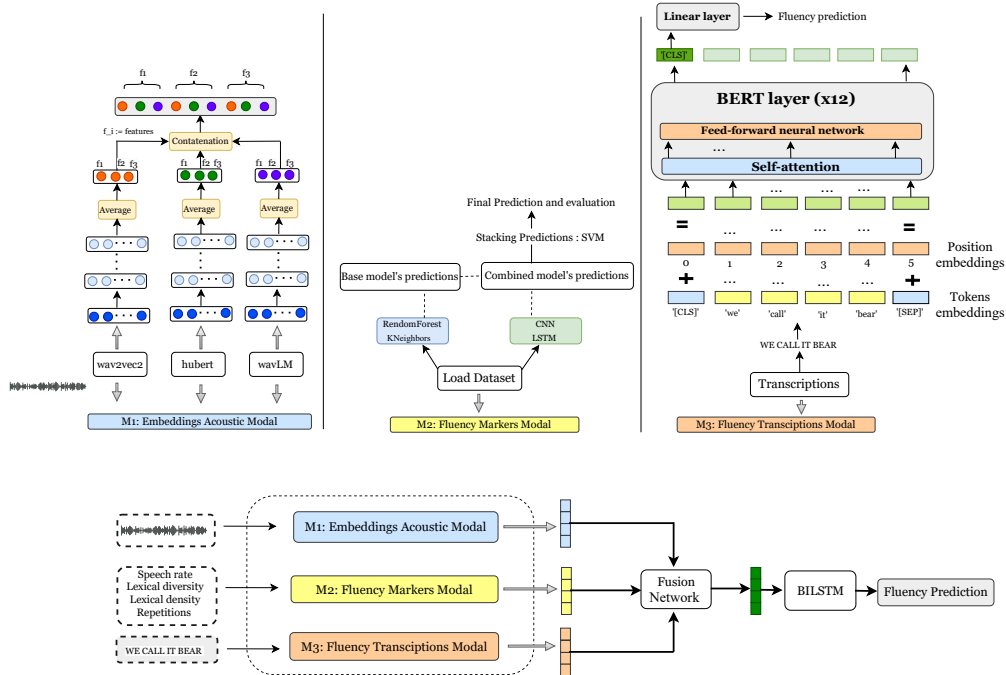 f1 f2 f3
f_i := features
Contatenation
f1 f2 f3
f1 f2 f3
f1 f2 f3
Average
Average
Average
wav2vec2
hubert
wavLM
M1: Embeddings Acoustic Modal
Final Prediction and evaluation
Stacking Predictions : SVM
Base model's predictions
Combined model's predictions
RandomForest
KNeighbors
CNN
LSTM
Load Dataset
M2: Fluency Markers Modal
Linear layer
Fluency prediction
'[CLS]'
BERT layer (x12)
Feed-forward neural network
...
Self-attention
... ... ...
... ... ...
= ... ... ... =
Position
embeddings
0 1 2 3 4 5
+ ... ... ... +
Tokens
embeddings
'[CLS]' 'we' 'call' 'it' 'bear' '[SEP]'
WE CALL IT BEAR
Transcriptions
M3: Fluency Transciptions Modal
M1: Embeddings Acoustic Modal
Speech rate
Lexical diversity
Lexical density
Repetitions
M2: Fluency Markers Modal
Fusion
Network
BILSTM
Fluency Prediction
WE CALL IT BEAR
M3: Fluency Transciptions Modal